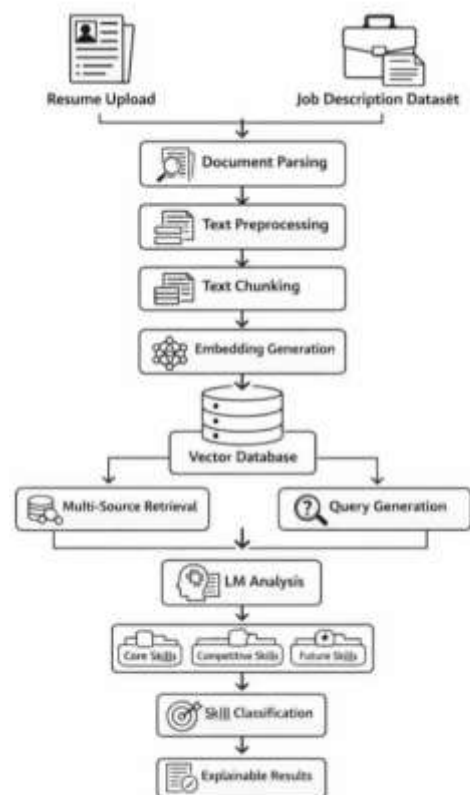 Resume Upload
Job Description Dataset
Document Parsing
Text Preprocessing
Text Chunking
Embedding Generation
Vector Database
Multi-Source Retrieval
Query Generation
LM Analysis
Core Skills
Competitive Skills
Future Skills
Skill Classification
Explainable Results